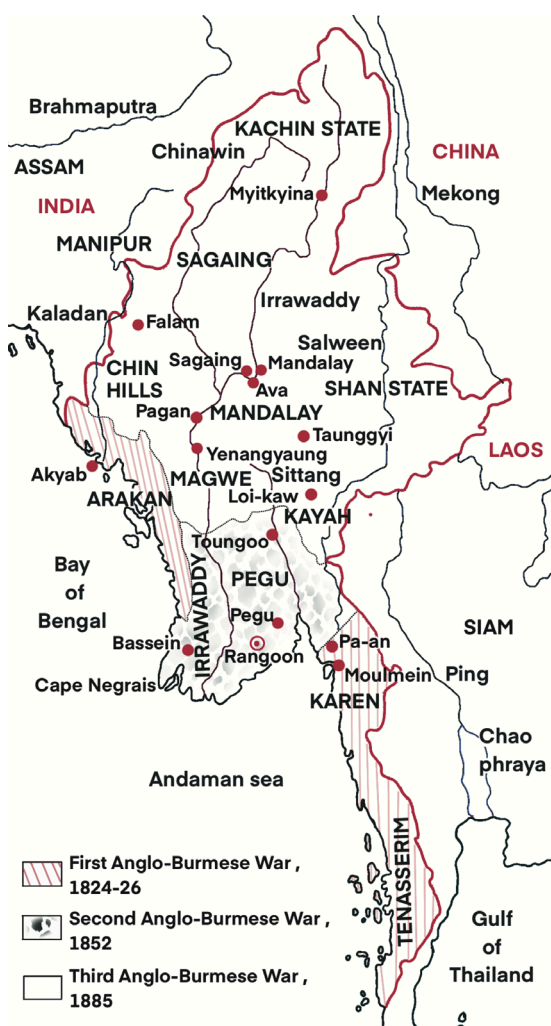 Brahmaputra
KACHIN STATE
Chinawin
CHINA
ASSAM
Myitkyina
Mekong
INDIA
MANIPUR
SAGAING
Irrawaddy
Kaladan
Falam
Salween
Sagaing
Mandalay
CHIN
HILLS
Ava
SHAN STATE
Pagan
MANDALAY
Taunggyi
Yenangyaung
LAOS
Akyab
MAGWE
Sittang
ARAKAN
Loi-kaw
KAYAH
Toungoo
Bay
of
Bengal
PEGU
IRRAWADDY
Pegu
SIAM
Bassein
Rangoon
Pa-an
Moulmein
Ping
Cape Negrais
KAREN
Chao
phraya
Andaman sea
TENASSERIM
First Anglo-Burmese War ,
1824-26
Second Anglo-Burmese War ,
1852
Third Anglo-Burmese War ,
1885
Gulf
of
Thailand